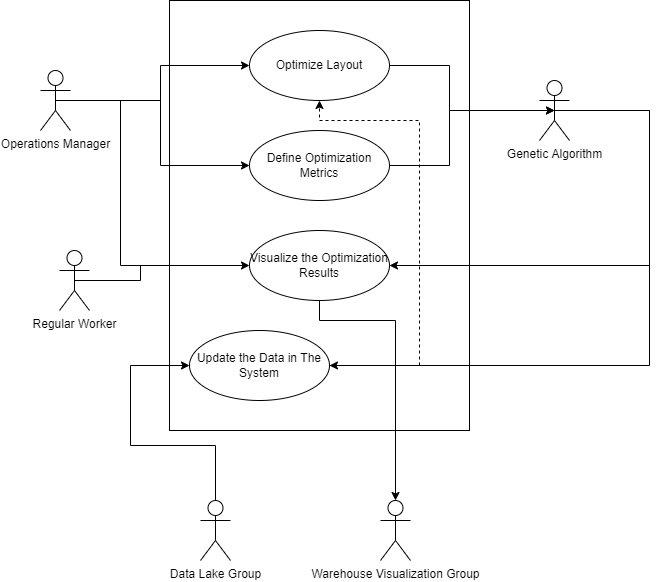 Optimize Layout
Operations Manager
Genetic Algorithm
Define Optimization
Metrics
Visualize the Optimization
Results
Regular Worker
Update the Data in The
System
Data Lake Group
Warehouse Visualization Group